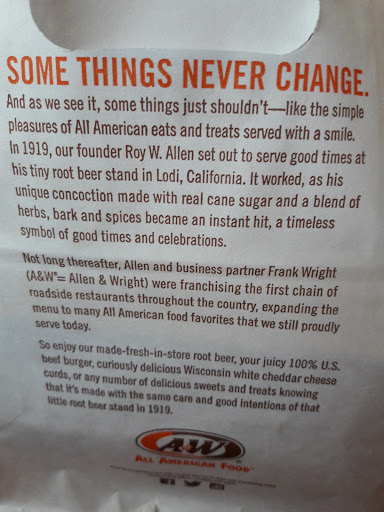 SOME THINGS NEVER CHANGE.
And as we see it, some things just shouldn't—like the simple
pleasures of All American eats and treats served with a smile.
In 1919, our founder Roy W. Allen set out to serve good times at
his tiny root beer stand in Lodi, California. It worked, as his
unique concoction made with real cane sugar and a blend of
herbs, bark and spices became an instant hit, a timeless
symbol of good times and celebrations.
Not long thereafter, Allen and business partner Frank Wright
(A&W®= Allen & Wright) were franchising the first chain of
roadside restaurants throughout the country, expanding the
menu to many All American food favorites that we still proudly
serve today.
So enjoy our made-fresh-in-store root beer, your juicy 100% U.S.
beef burger, curiously delicious Wisconsin white cheddar cheese
curds, or any number of delicious sweets and treats knowing
that it's made with the same care and good intentions of that
little root beer stand in 1919.
A&W®
ALL AMERICAN FOOD